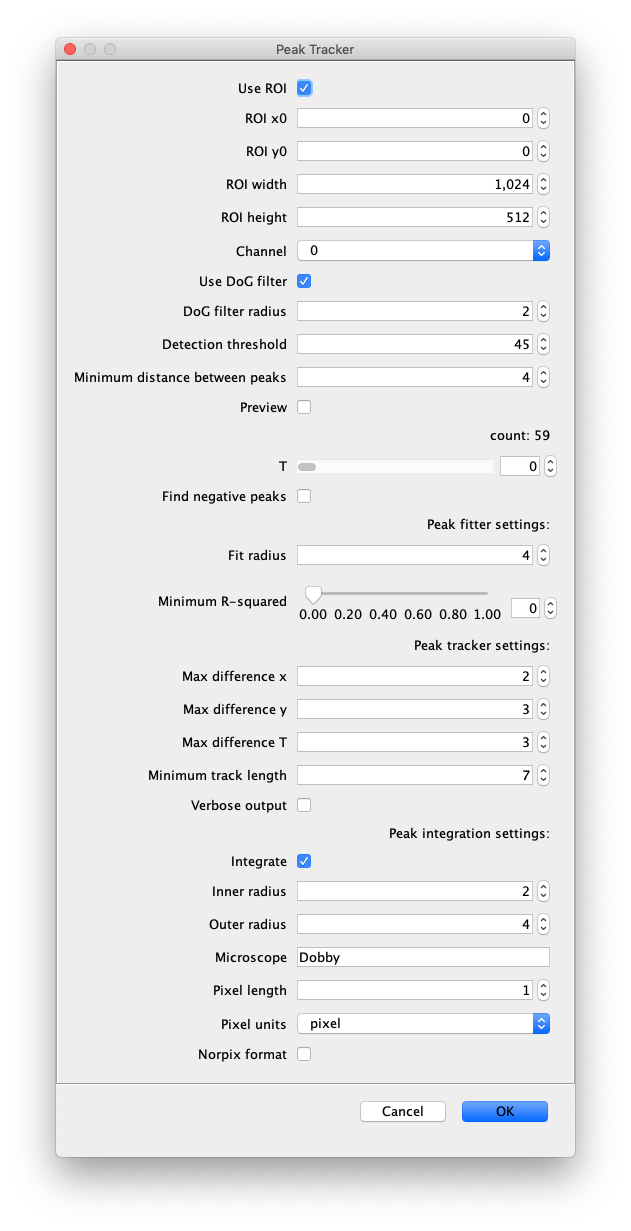 Peak Tracker
Use ROI
ROI x0 0
ROI y0 0
ROI width 1,024
ROI height 512
Channel 0
Use DoG filter
DoG filter radius 2
Detection threshold 45
Minimum distance between peaks 4
Preview
count: 59
T 0
Find negative peaks
Peak fitter settings:
Fit radius 4
Minimum R-squared 0
0.00 0.20 0.40 0.60 0.80 1.00
Peak tracker settings:
Max difference x 2
Max difference y 3
Max difference T 3
Minimum track length 7
Verbose output
Peak integration settings:
Integrate
Inner radius 2
Outer radius 4
Microscope Dobby
Pixel length 1
Pixel units pixel
Norpix format
Cancel OK